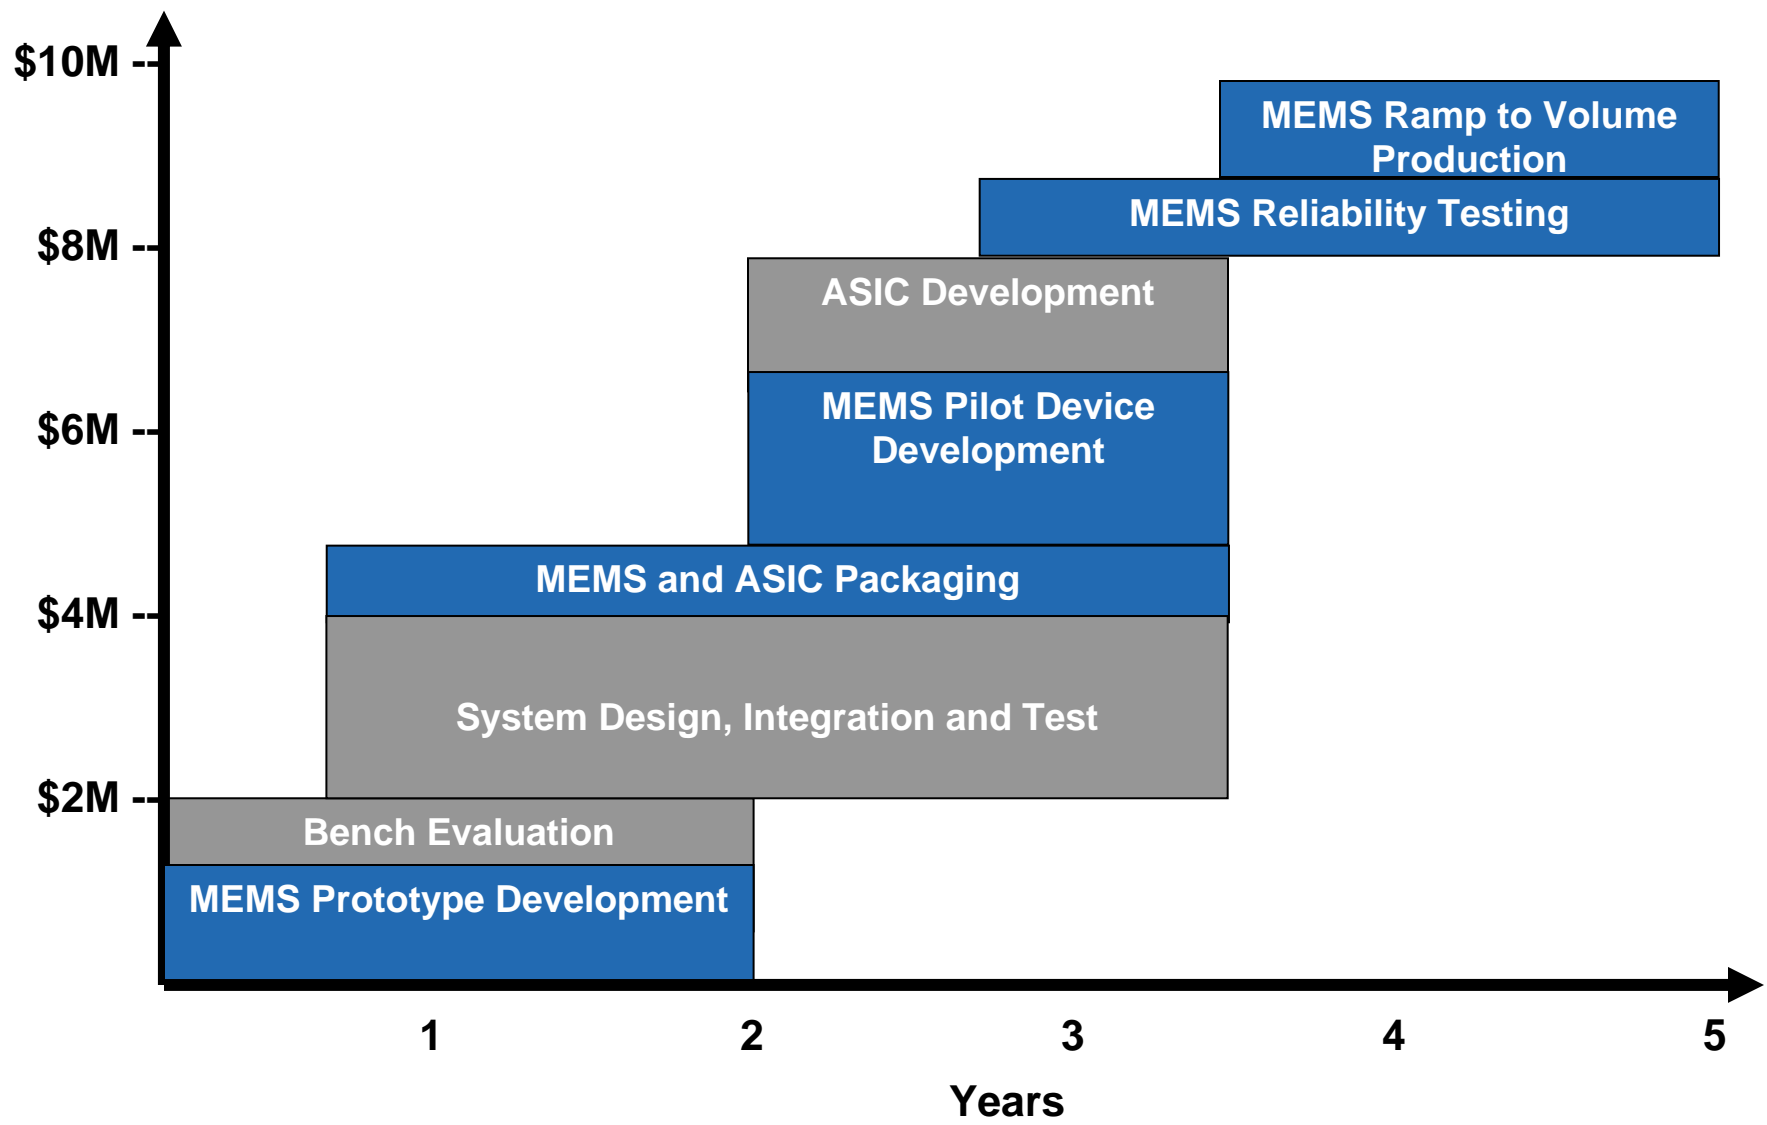 $10M --
MEMS Ramp to Volume
Production
MEMS Reliability Testing
$8M --
ASIC Development
MEMS Pilot Device
Development
$6M --
MEMS and ASIC Packaging
$4M --
System Design, Integration and Test
$2M --
Bench Evaluation
MEMS Prototype Development
1 2 3 4 5
Years